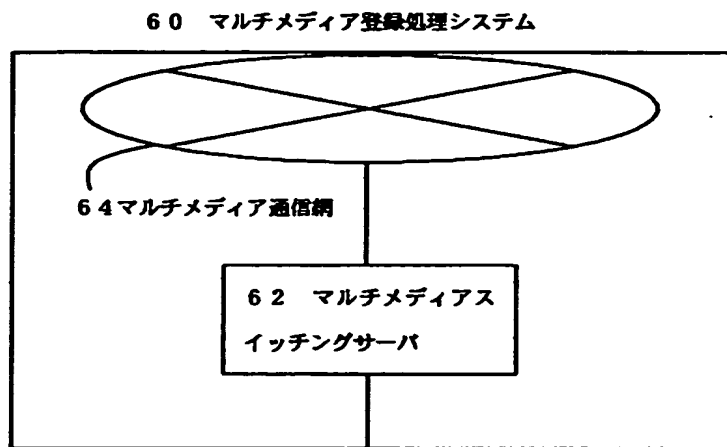 ６０　マルチメディア登録処理システム
６４マルチメディア通信網
６２　マルチメディアス
イッチングサーバ